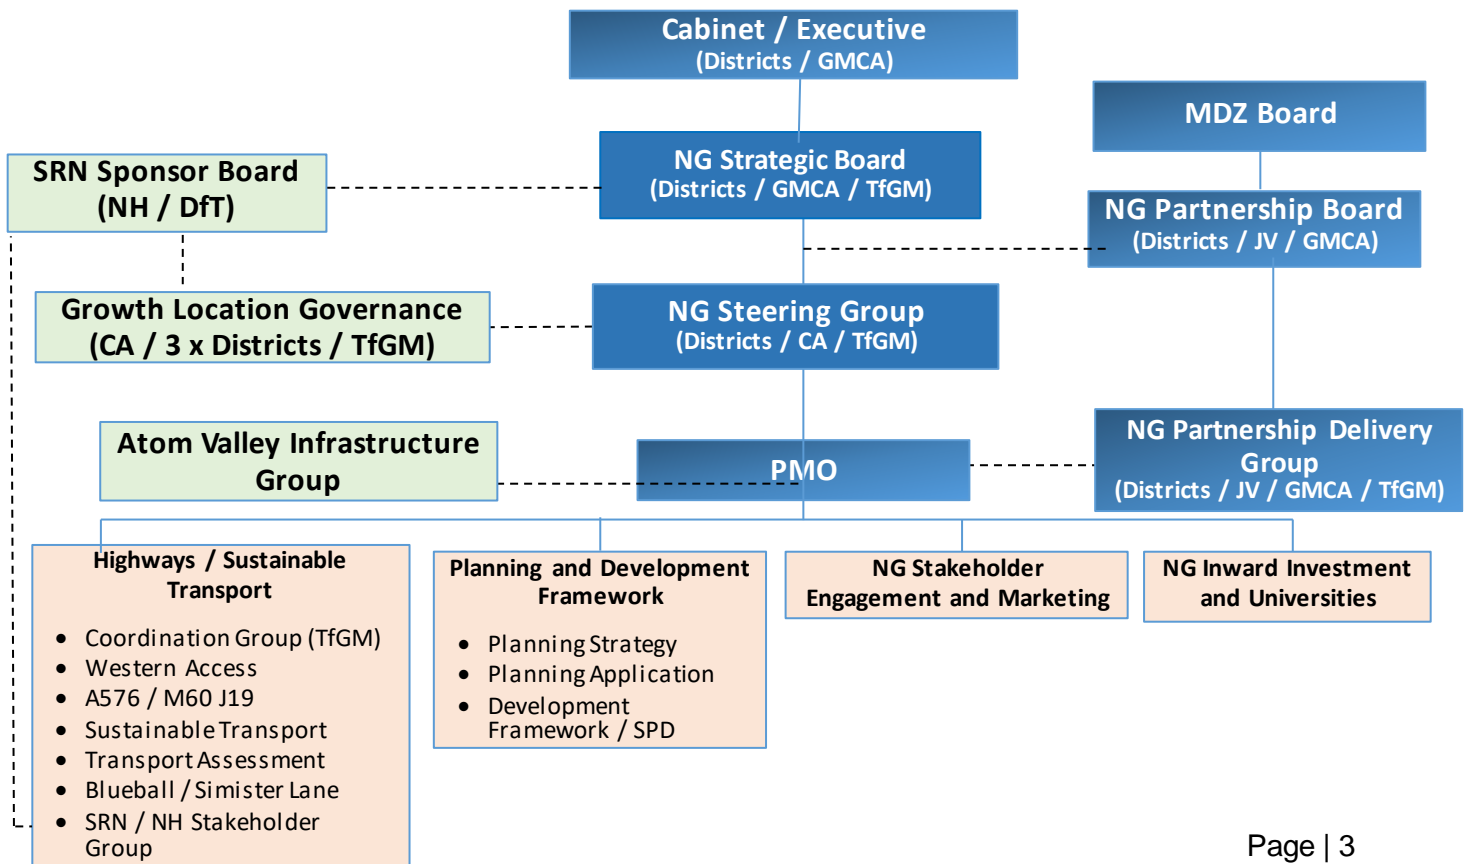 Cabinet / Executive
(Districts / GMCA)
MDZ Board
SRN Sponsor Board
(NH / DfT)
NG Strategic Board
(Districts / GMCA / TfGM)
NG Partnership Board
(Districts / JV / GMCA)
Growth Location Governance
(CA / 3 x Districts / TfGM)
NG Steering Group
(Districts / CA / TfGM)
Atom Valley Infrastructure
Group
PMO
NG Partnership Delivery
Group
(Districts / JV / GMCA / TfGM)
Highways / Sustainable
Transport
• Coordination Group (TfGM)
• Western Access
• A576 / M60 J19
• Sustainable Transport
• Transport Assessment
• Blueball / Simister Lane
• SRN / NH Stakeholder
Group
Planning and Development
Framework
• Planning Strategy
• Planning Application
• Development
Framework / SPD
NG Stakeholder
Engagement and Marketing
NG Inward Investment
and Universities
Page | 3